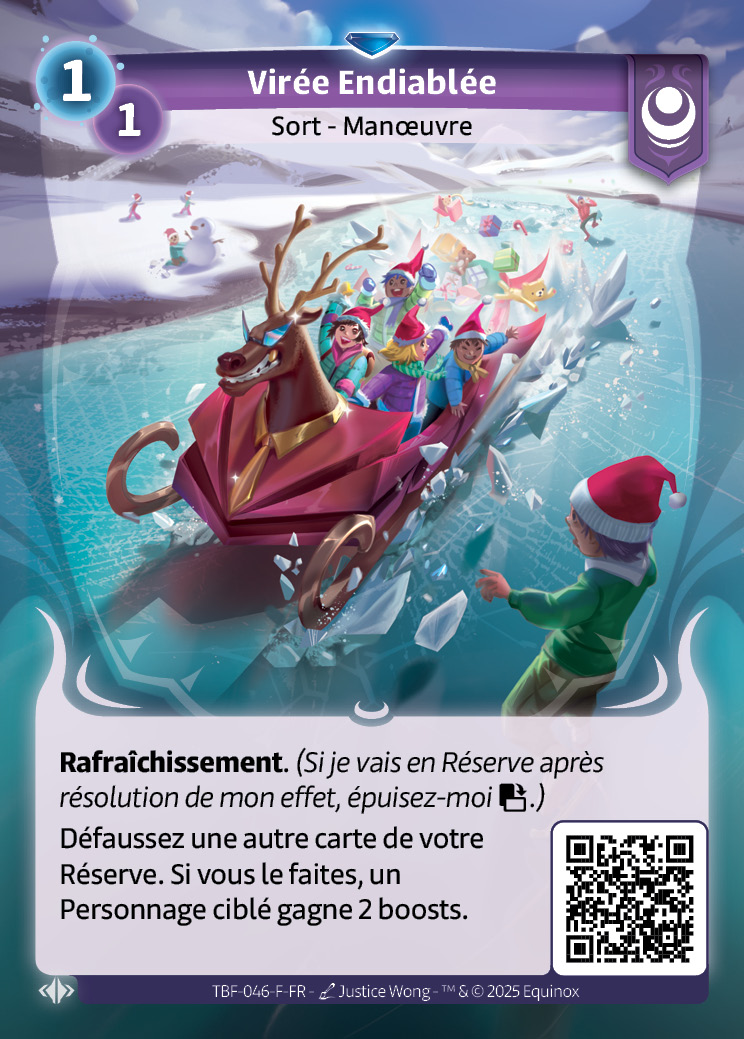 1
Virée Endiablée
1
Sort - Manœuvre
Rafraîchissement. (Si je vais en Réserve après
résolution de mon effet, épuisez-moi .)
Défaussez une autre carte de votre
Réserve. Si vous le faites, un
Personnage ciblé gagne 2 boosts.
TBF-046-F-FR - Justice Wong - ™ & © 2025 Equinox